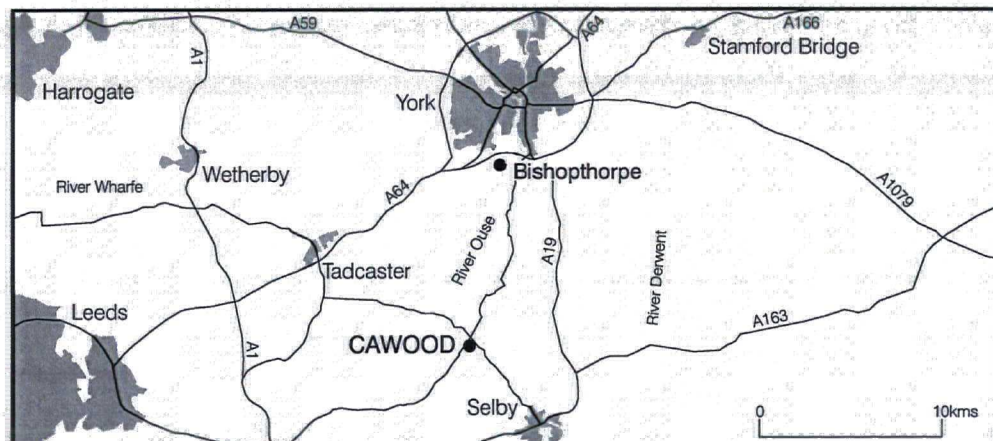 A59
A64
A166
Stamford Bridge
A1
Harrogate
York
Wetherby
Bishopthorpe
River Wharfe
A64
A1079
River Ouse
A19
River Derwent
Tadcaster
Leeds
A163
CAWOOD
A1
Selby
0
10kms